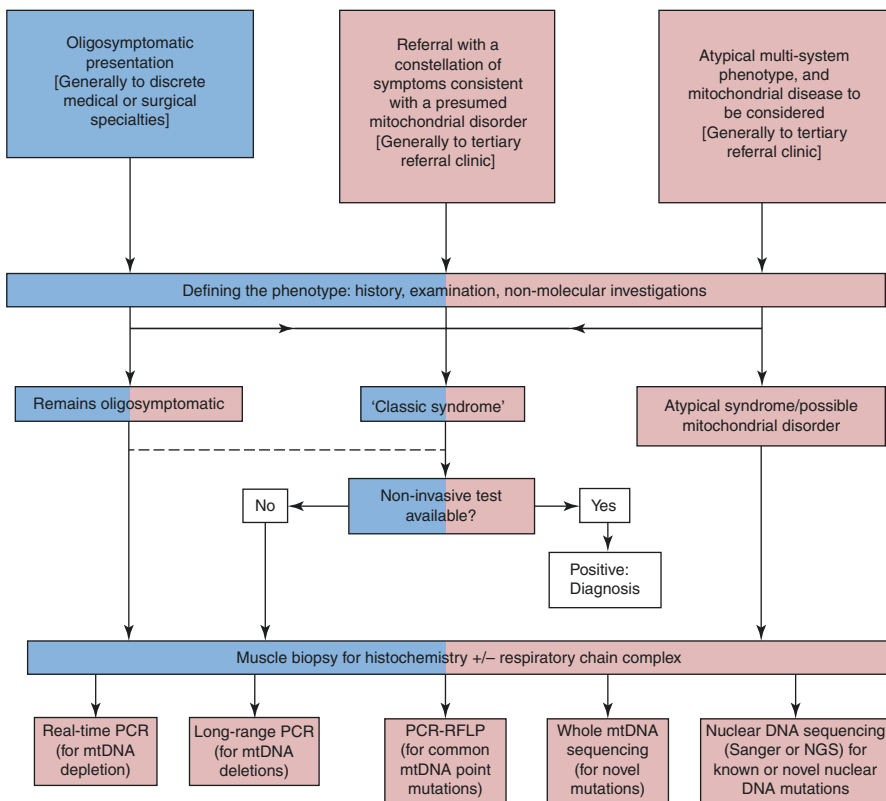 Oligosymptomatic
presentation
[Generally to discrete
medical or surgical
specialties]
Referral with a
constellation of
symptoms consistent
with a presumed
mitochondrial disorder
[Generally to tertiary
referral clinic]
Atypical multi-system
phenotype, and
mitochondrial disease to
be considered
[Generally to tertiary
referral clinic]
Defining the phenotype: history, examination, non-molecular investigations
Remains oligosymptomatic
‘Classic syndrome’
Atypical syndrome/possible
mitochondrial disorder
No
Non-invasive test
available?
Yes
Positive:
Diagnosis
Muscle biopsy for histochemistry +/– respiratory chain complex
Real-time PCR
(for mtDNA
depletion)
Long-range PCR
(for mtDNA
deletions)
PCR-RFLP
(for common
mtDNA point
mutations)
Whole mtDNA
sequencing
(for novel
mutations)
Nuclear DNA sequencing
(Sanger or NGS) for
known or novel nuclear
DNA mutations